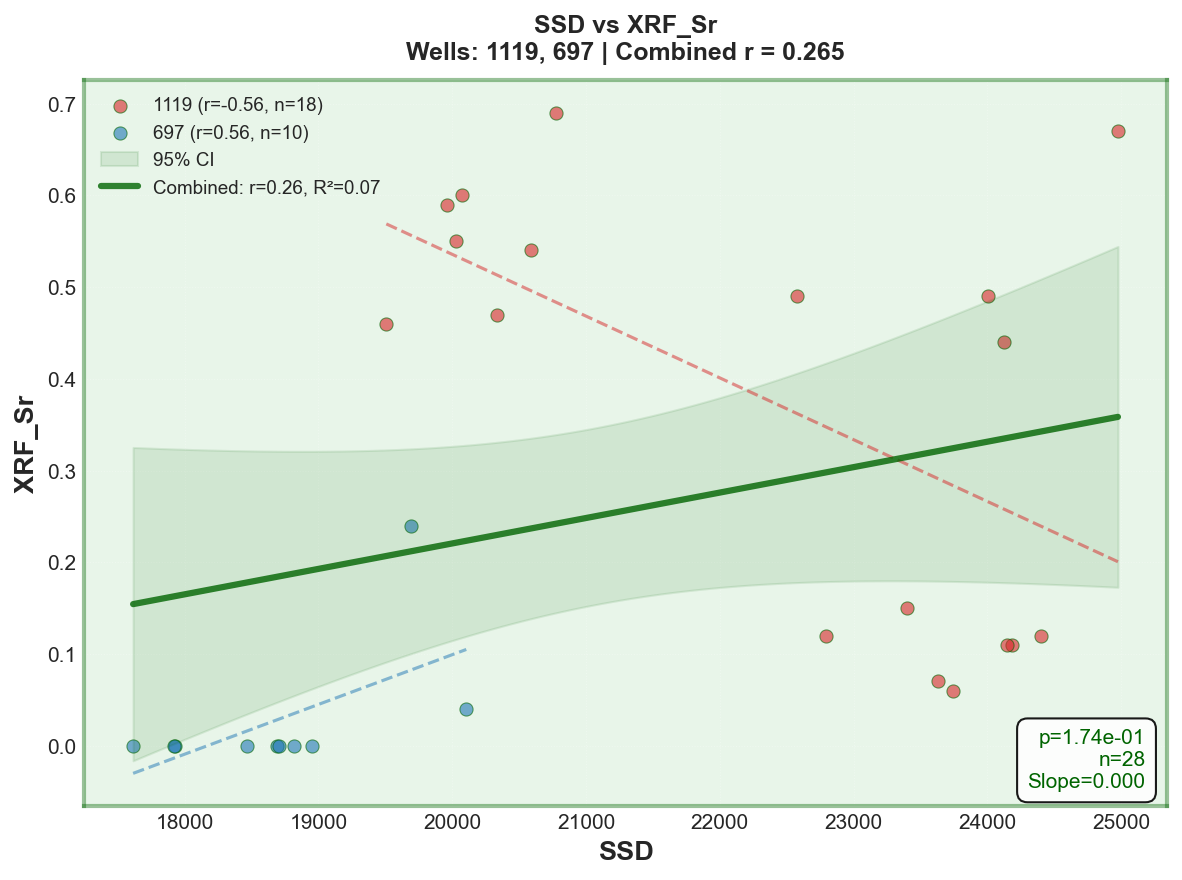 SSD vs XRF_Sr
Wells: 1119, 697 | Combined r = 0.265
1119 (r=-0.56, n=18)
697 (r=0.56, n=10)
95% CI
Combined: r=0.26, R²=0.07
0.7
0.6
0.5
0.4
0.3
0.2
0.1
0.0
XRF_Sr
p=1.74e-01
n=28
Slope=0.000
18000 19000 20000 21000 22000 23000 24000 25000
SSD